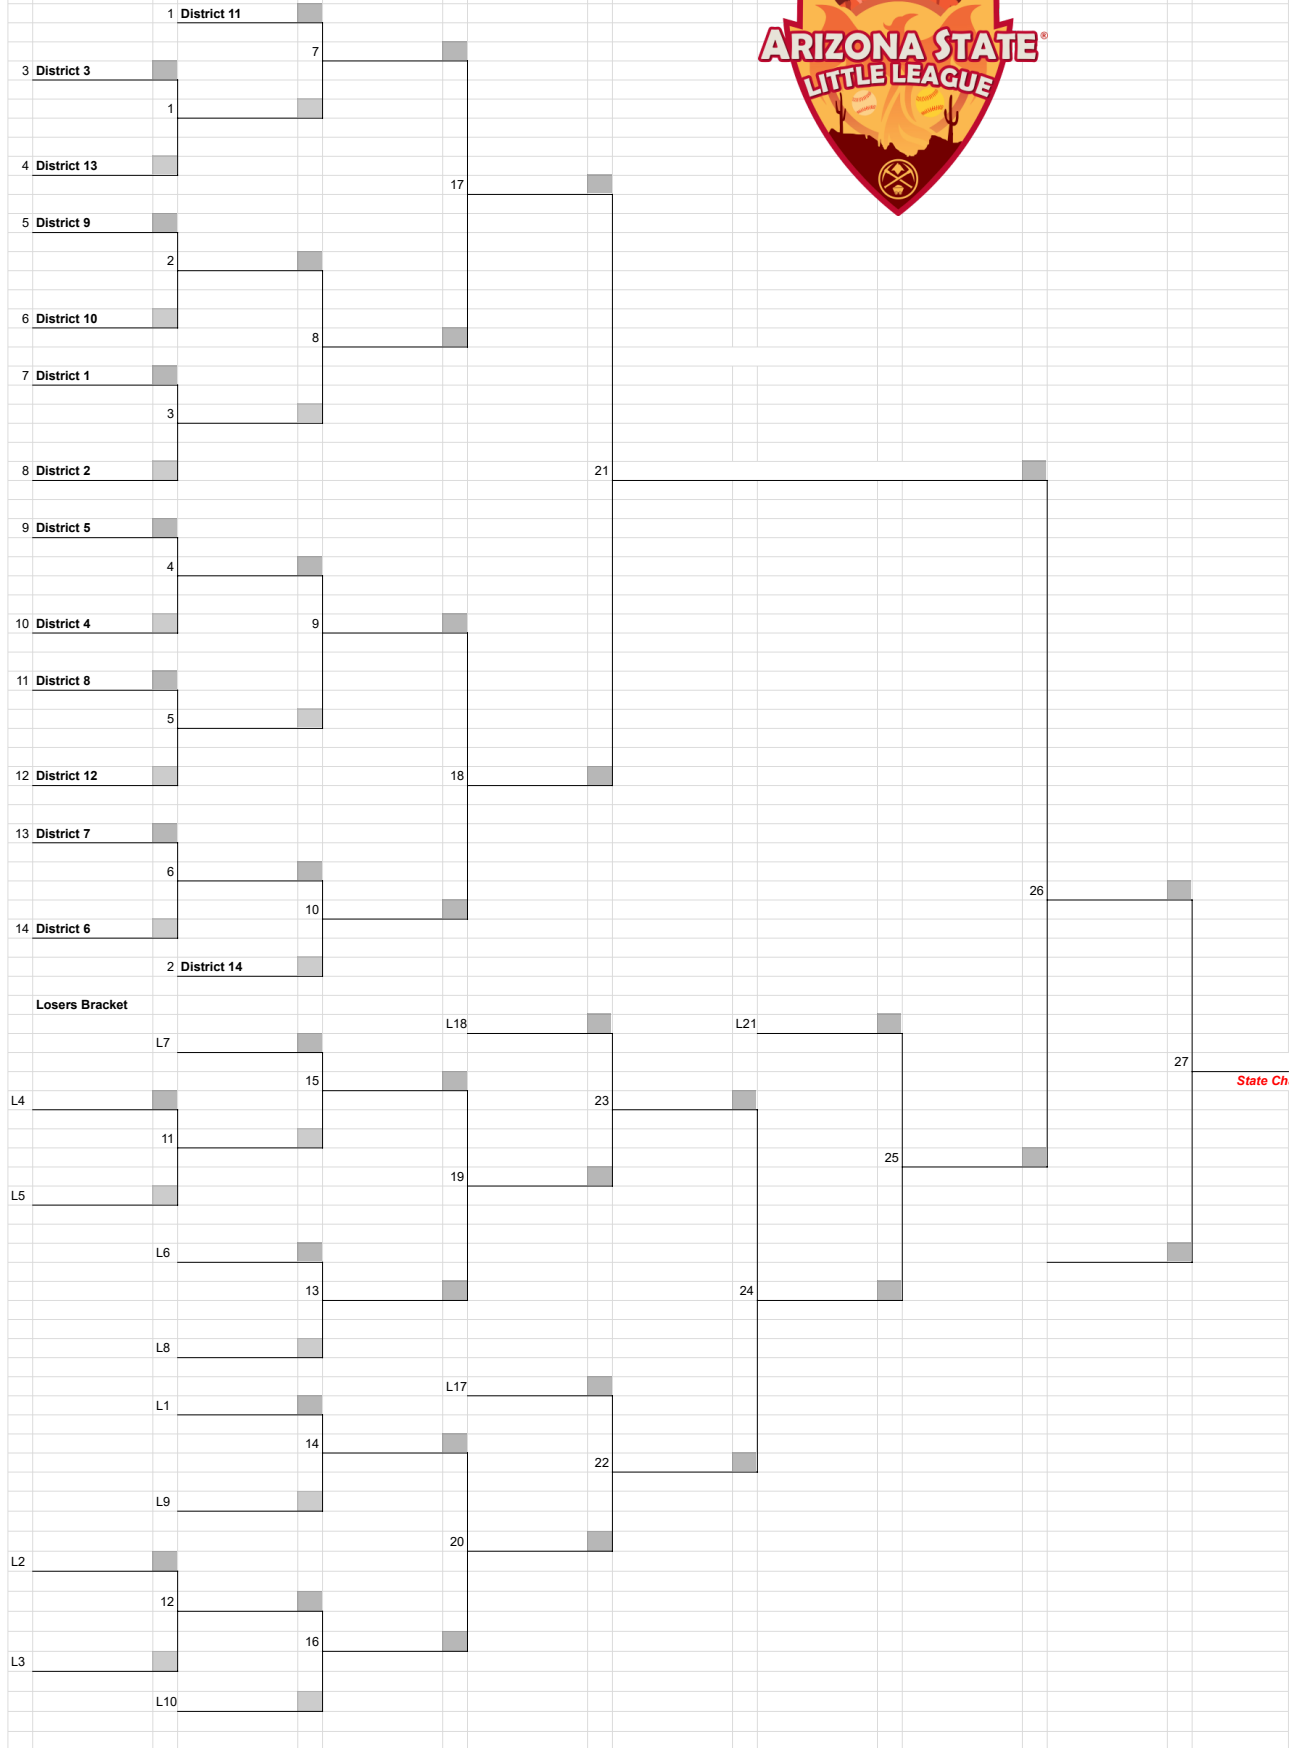 1 District 11
ARIZONA STATE®
LITTLE LEAGUE
7
3 District 3
1
4 District 13
17
5 District 9
2
6 District 10
8
7 District 1
3
8 District 2
21
9 District 5
4
10 District 4
9
11 District 8
5
12 District 12
18
13 District 7
6
26
10
14 District 6
2 District 14
Losers Bracket
L18
L21
L7
27
15
State Ch
L4
23
11
25
19
L5
L6
13
24
L8
L17
L1
14
22
L9
20
L2
12
16
L3
L10